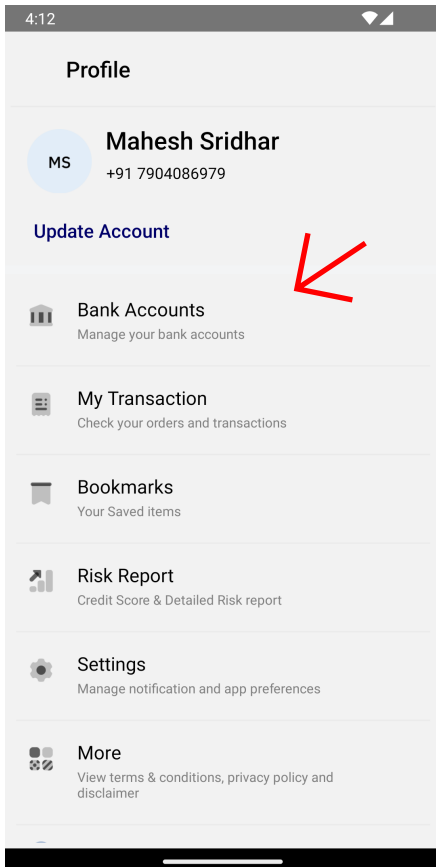 4:12
Profile
MS
Mahesh Sridhar
+91 7904086979
Update Account
Bank Accounts
Manage your bank accounts
My Transaction
Check your orders and transactions
Bookmarks
Your Saved items
Risk Report
Credit Score & Detailed Risk report
Settings
Manage notification and app preferences
More
View terms & conditions, privacy policy and
disclaimer